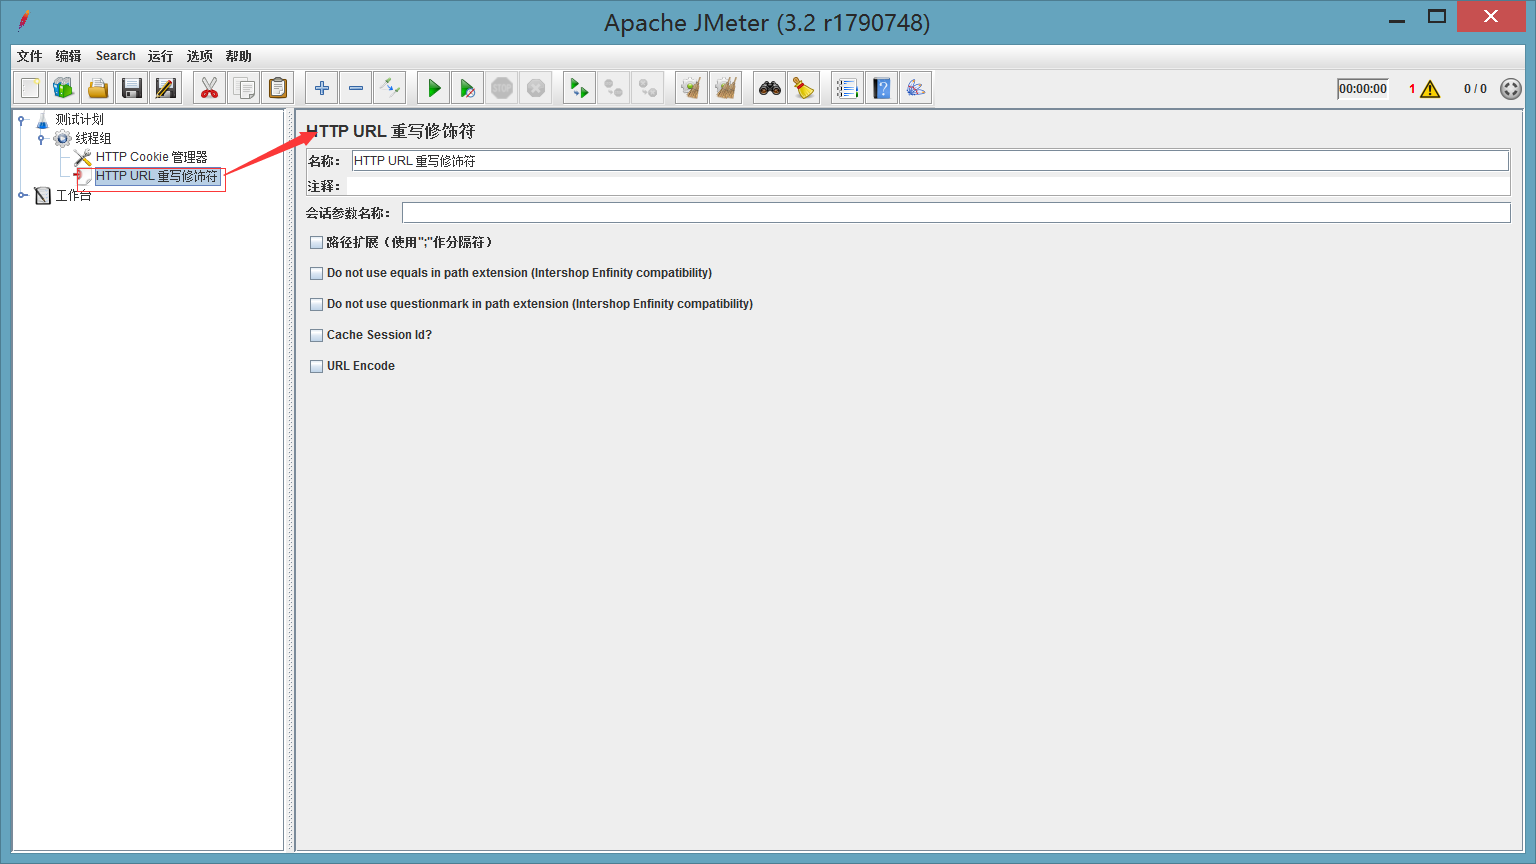 Apache JMeter (3.2 r1790748)
文件 编辑 Search 运行 选项 帮助
STOP
00:00:00 1 0 / 0
测试计划
线程组
HTTP Cookie 管理器
HTTP URL 重写修饰符
工作台
HTTP URL 重写修饰符
名称： HTTP URL 重写修饰符
注释：
会话参数名称：
路径扩展（使用";"作分隔符）
Do not use equals in path extension (Intershop Enfinity compatibility)
Do not use questionmark in path extension (Intershop Enfinity compatibility)
Cache Session Id?
URL Encode